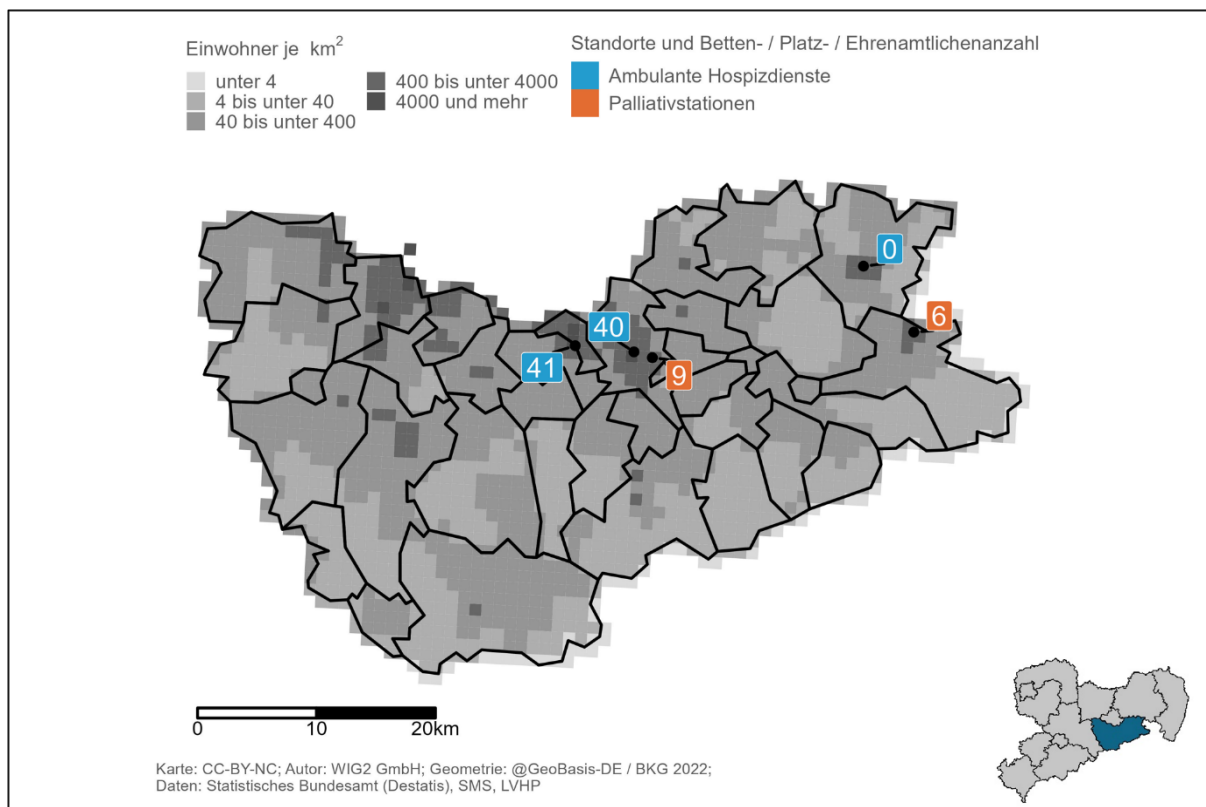 Einwohner je km²
unter 4
4 bis unter 40
40 bis unter 400
400 bis unter 4000
4000 und mehr
Standorte und Betten- / Platz- / Ehrenamtlichenanzahl
Ambulante Hospizdienste
Palliativstationen
0
6
40
41
9
0 10 20km
Karte: CC-BY-NC; Autor: WIG2 GmbH; Geometrie: @GeoBasis-DE / BKG 2022;
Daten: Statistisches Bundesamt (Destatis), SMS, LVHP